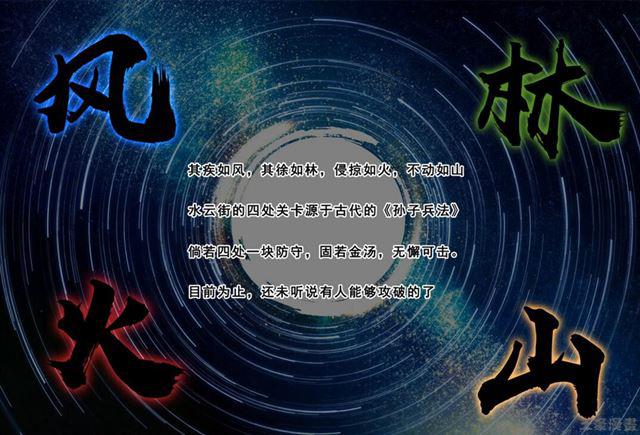 风
林
其疾如风，其徐如林，侵掠如火，不动如山
水云街的四处关卡源于古代的《孙子兵法》
倘若四处一块防守，固若金汤，无懈可击。
目前为止，还未听说有人能够攻破的了
火
山